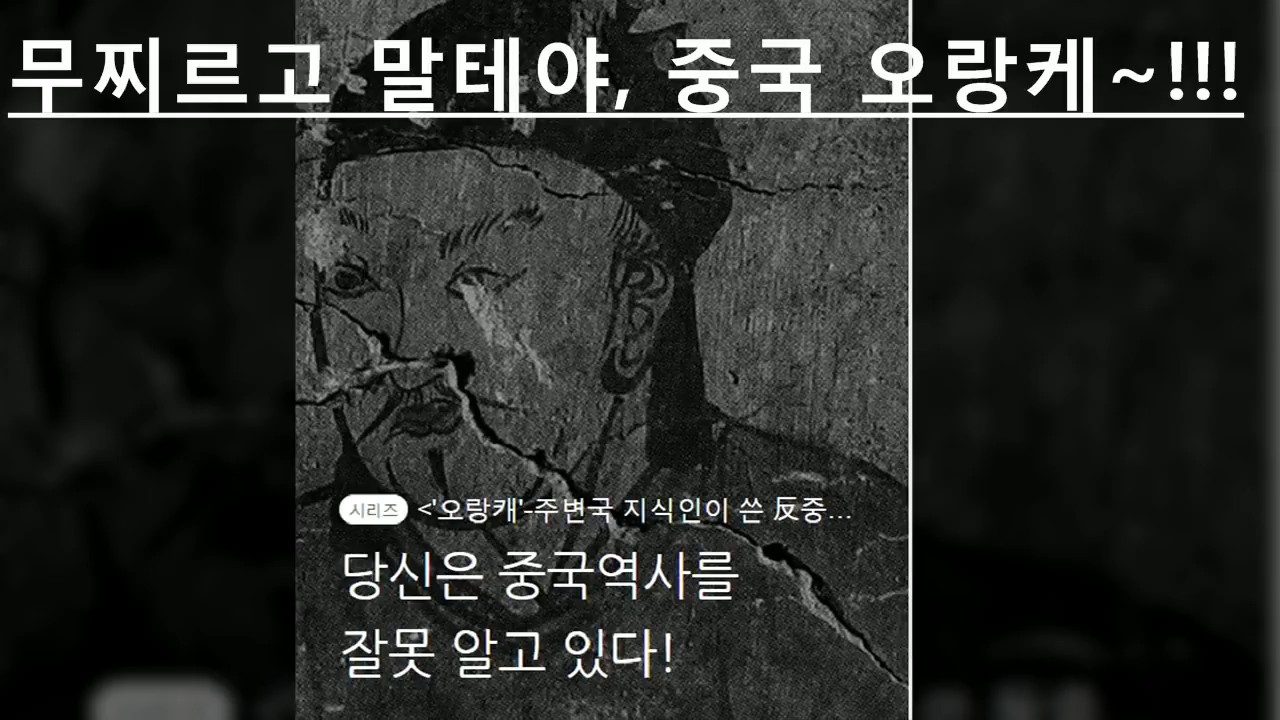 무찌르고 말테야, 중국 오랑케~!!!
시리즈 <'오랑캐'-주변국 지식인이 쓴 反중...
당신은 중국역사를
잘못 알고 있다!